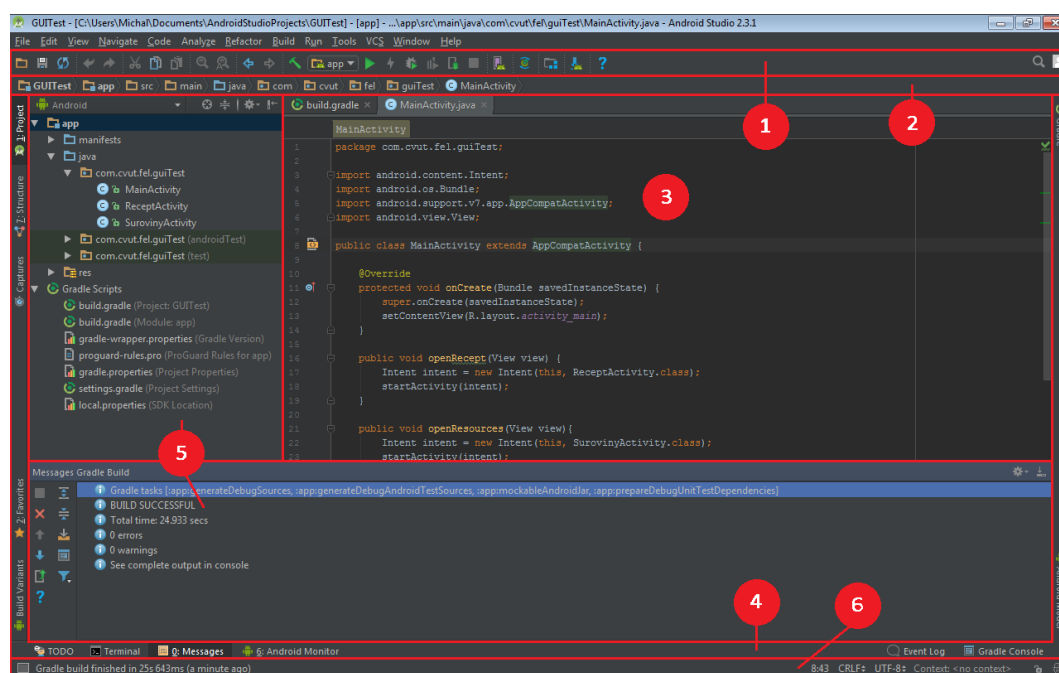 GUITest - [C:\Users\Michal\Documents\AndroidStudioProjects\GUITest] - [app] - ...\app\src\main\java\com\cvut\fel\guiTest\MainActivity.java - Android Studio 2.3.1
File Edit View Navigate Code Analyze Refactor Build Run Tools VCS Window Help
app
GUITest app src main java com cvut fel guiTest MainActivity
1
2
3
4
5
6
1: Project
Z: Structure
Captures
2: Favorites
Build Variants
Android
app
manifests
java
com.cvut.fel.guiTest
MainActivity
ReceptActivity
SurovinyActivity
com.cvut.fel.guiTest (androidTest)
com.cvut.fel.guiTest (test)
res
Gradle Scripts
build.gradle (Project: GUITest)
build.gradle (Module: app)
gradle-wrapper.properties (Gradle Version)
proguard-rules.pro (ProGuard Rules for app)
gradle.properties (Project Properties)
settings.gradle (Project Settings)
local.properties (SDK Location)
build.gradle MainActivity.java
MainActivity
1 package com.cvut.fel.guiTest;
2
3 import android.content.Intent;
4 import android.os.Bundle;
5 import android.support.v7.app.AppCompatActivity;
6 import android.view.View;
7
8 public class MainActivity extends AppCompatActivity {
9
10 @Override
11 protected void onCreate(Bundle savedInstanceState) {
12 super.onCreate(savedInstanceState);
13 setContentView(R.layout.activity_main);
14 }
15
16 public void openRecept(View view) {
17 Intent intent = new Intent(this, ReceptActivity.class);
18 startActivity(intent);
19 }
20
21 public void openResources(View view){
22 Intent intent = new Intent(this, SurovinyActivity.class);
23 startActivity(intent);
Messages Gradle Build
Gradle tasks [:app:generateDebugSources, :app:generateDebugAndroidTestSources, :app:mockableAndroidJar, :app:prepareDebugUnitTestDependencies]
BUILD SUCCESSFUL
Total time: 24.933 secs
0 errors
0 warnings
See complete output in console
TODO Terminal 0: Messages 6: Android Monitor Event Log Gradle Console
Gradle build finished in 25s 643ms (a minute ago) 8:43 CRLF UTF-8 Context: <no context>